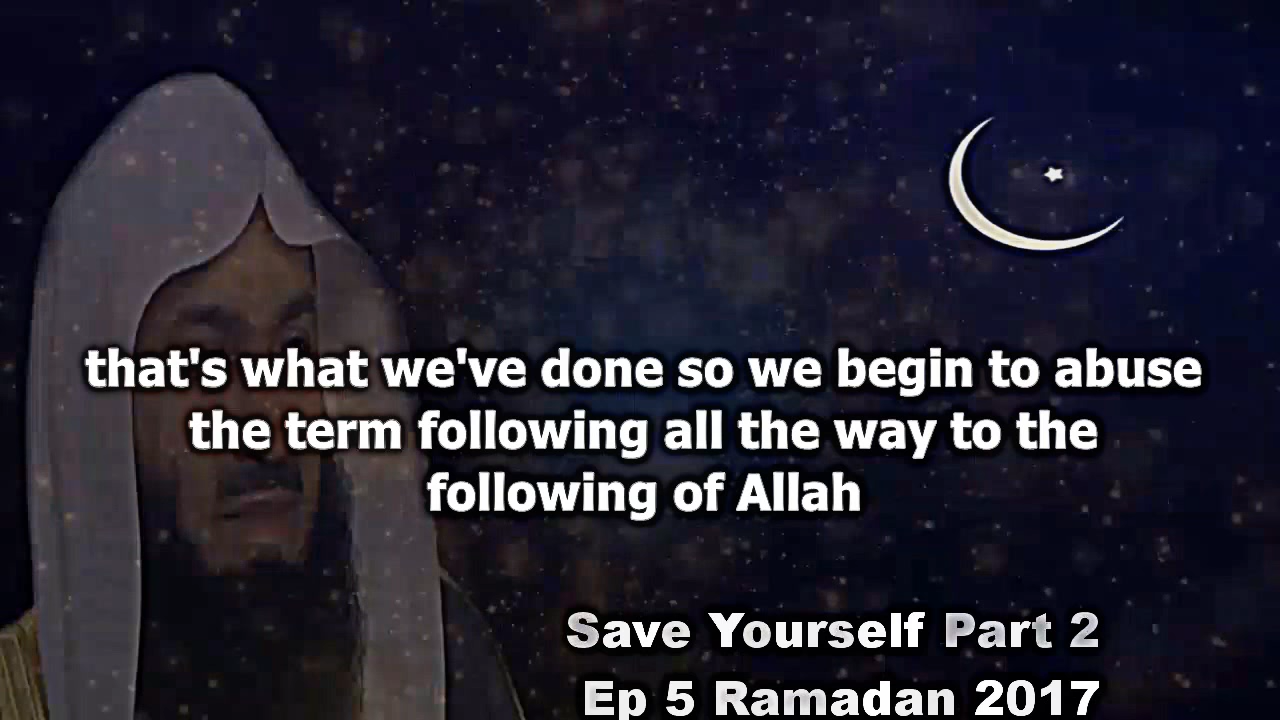 that's what we've done so we begin to abuse
the term following all the way to the
following of Allah
Save Yourself Part 2
Ep 5 Ramadan 2017